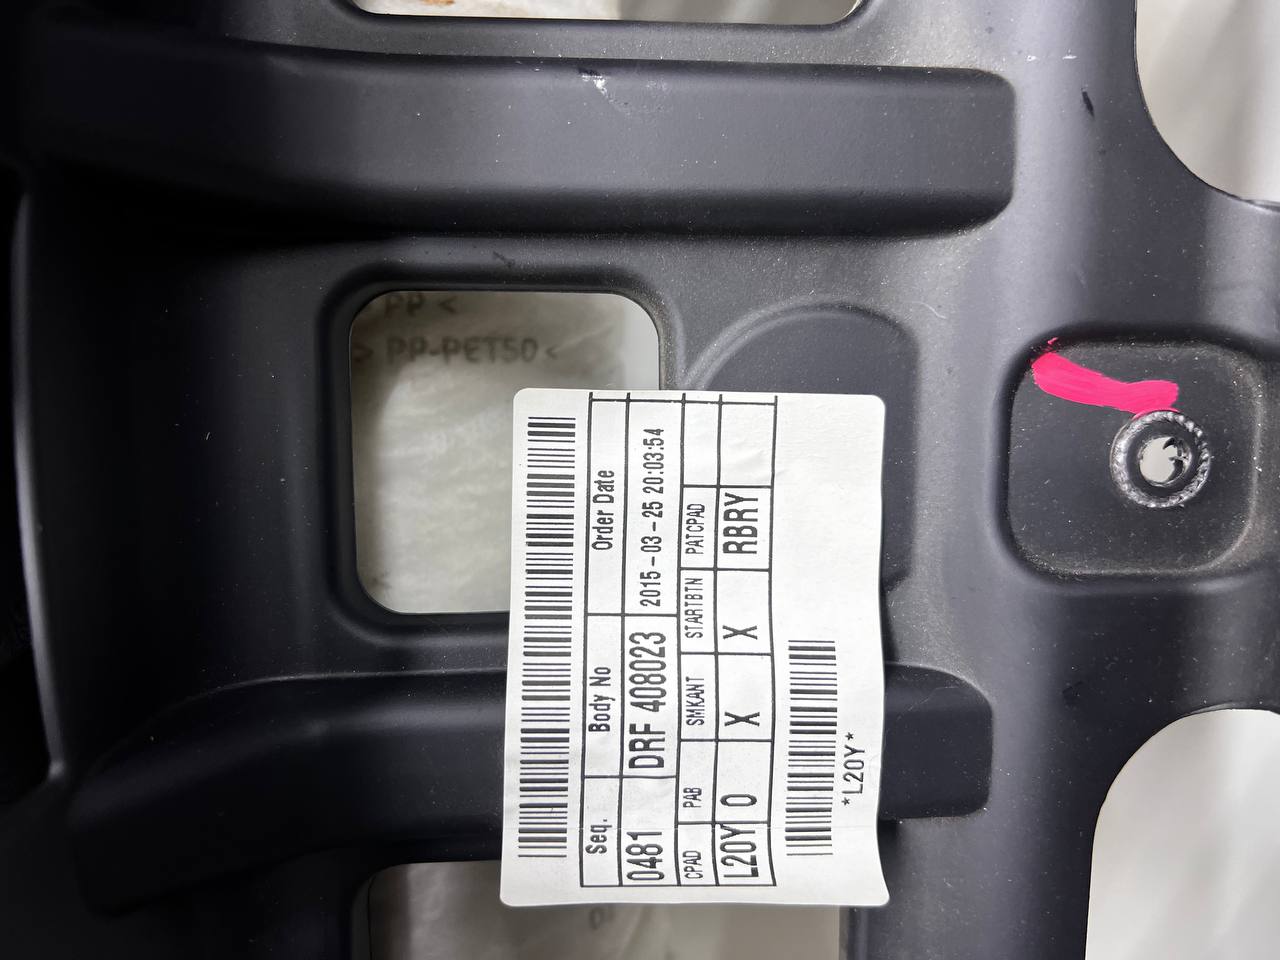 PP <
> PP-PET50 <
Seq. Body No Order Date
0481 DRF 408023 2015-03-25 20:03:54
CPAD PAB SMKANT STARTBTN PATCPAD
L20Y O X X RBRY
*L20Y*